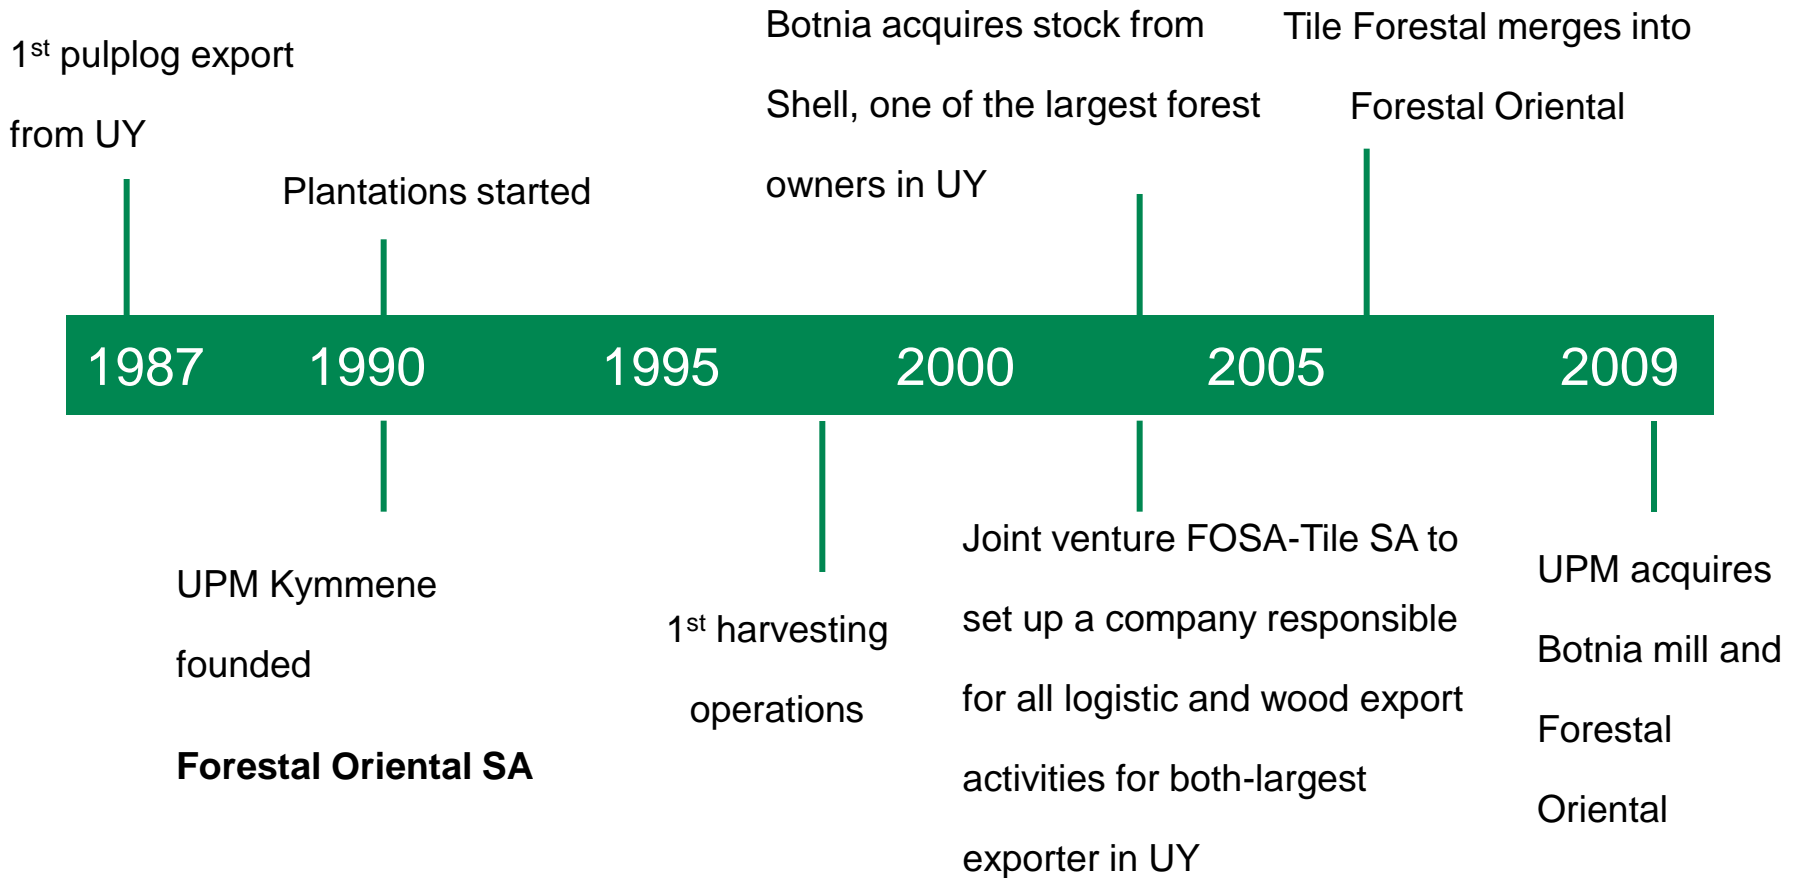 1st pulplog export
from UY
Plantations started
Botnia acquires stock from
Shell, one of the largest forest
owners in UY
Tile Forestal merges into
Forestal Oriental
1987 1990 1995 2000 2005 2009
UPM Kymmene
founded
Forestal Oriental SA
1st harvesting
operations
Joint venture FOSA-Tile SA to
set up a company responsible
for all logistic and wood export
activities for both-largest
exporter in UY
UPM acquires
Botnia mill and
Forestal
Oriental